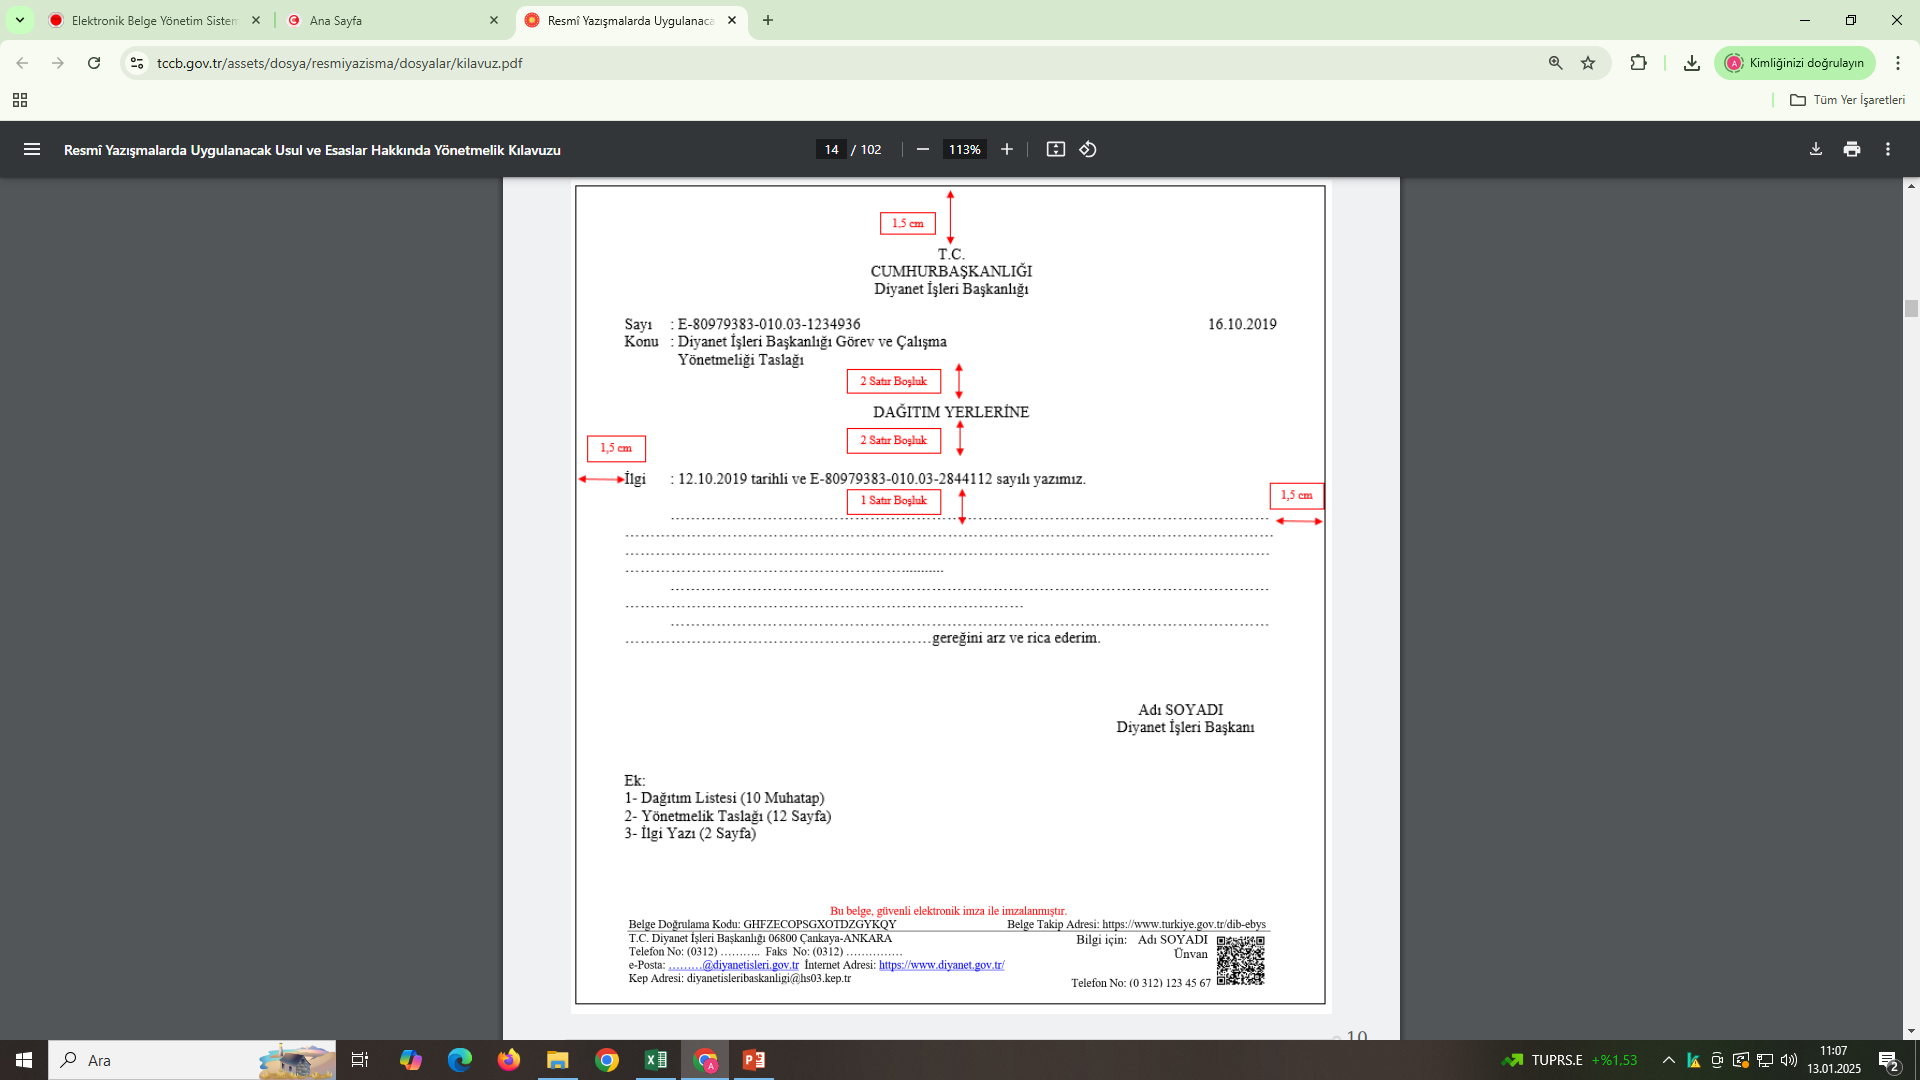 Elektronik Belge Yönetim Sistem
Ana Sayfa
Resmî Yazışmalarda Uygulanaca
tccb.gov.tr/assets/dosya/resmiyazisma/dosyalar/kilavuz.pdf
A
Kimliğinizi doğrulayın
Tüm Yer İşaretleri
Resmî Yazışmalarda Uygulanacak Usul ve Esaslar Hakkında Yönetmelik Kılavuzu
14 / 102
113%
1,5 cm
T.C.
CUMHURBAŞKANLIĞI
Diyanet İşleri Başkanlığı
Sayı : E-80979383-010.03-1234936 16.10.2019
Konu : Diyanet İşleri Başkanlığı Görev ve Çalışma
Yönetmeliği Taslağı
2 Satır Boşluk
DAĞITIM YERLERİNE
2 Satır Boşluk
1,5 cm
İlgi : 12.10.2019 tarihli ve E-80979383-010.03-2844112 sayılı yazımız.
1 Satır Boşluk
1,5 cm
gereğini arz ve rica ederim.
Adı SOYADI
Diyanet İşleri Başkanı
Ek:
1- Dağıtım Listesi (10 Muhatap)
2- Yönetmelik Taslağı (12 Sayfa)
3- İlgi Yazı (2 Sayfa)
Bu belge, güvenli elektronik imza ile imzalanmıştır.
Belge Doğrulama Kodu: GHFZECOPSGXOTDZGYKQY Belge Takip Adresi: https://www.turkiye.gov.tr/dib-ebys
T.C. Diyanet İşleri Başkanlığı 06800 Çankaya-ANKARA Bilgi için: Adı SOYADI
Telefon No: (0312) ……….. Faks No: (0312) …………… Ünvan
e-Posta: ………@diyanetisleri.gov.tr İnternet Adresi: https://www.diyanet.gov.tr/
Kep Adresi: diyanetisleribaskanligi@hs03.kep.tr Telefon No: (0 312) 123 45 67
10
Ara
A
TUPRS.E +%1,53
11:07
13.01.2025
2